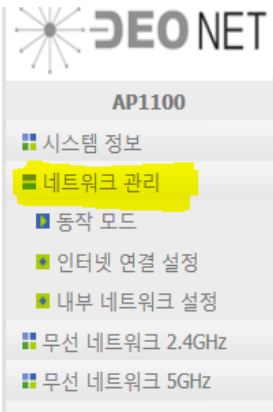 DEO NET
AP1100
시스템 정보
네트워크 관리
동작 모드
인터넷 연결 설정
내부 네트워크 설정
무선 네트워크 2.4GHz
무선 네트워크 5GHz